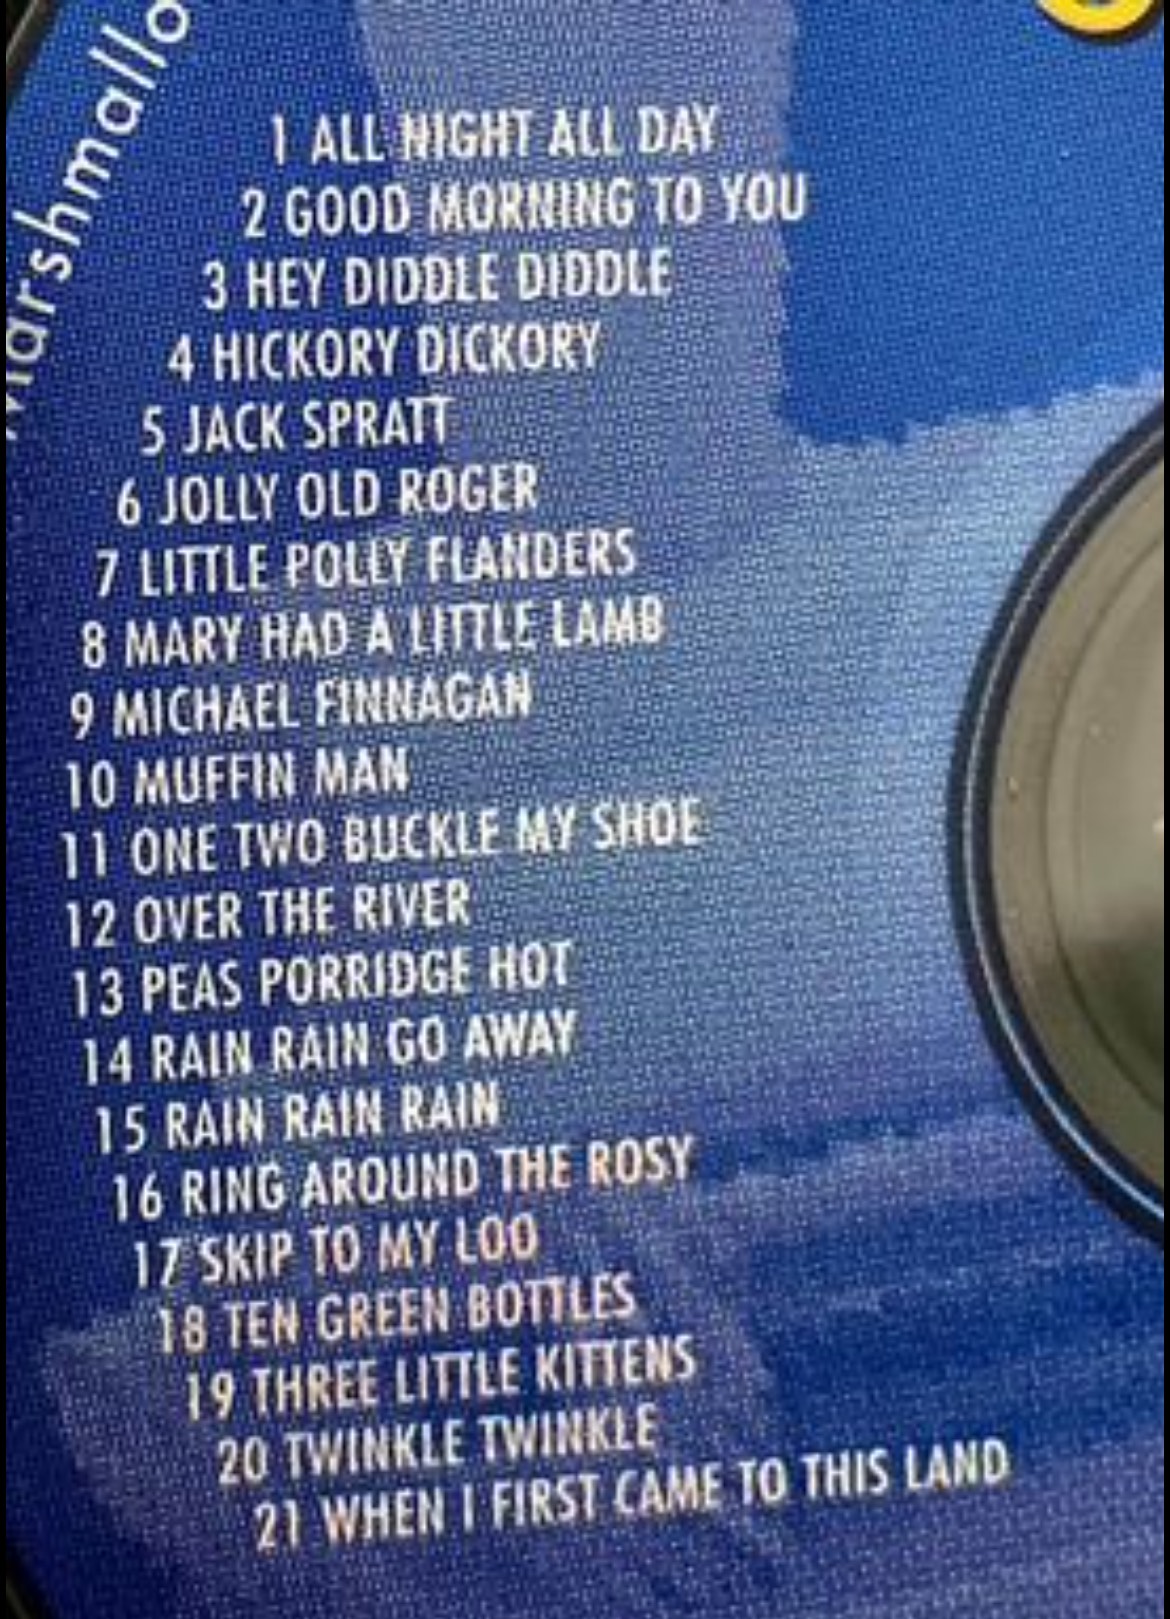 Marshmallo
1 ALL NIGHT ALL DAY
2 GOOD MORNING TO YOU
3 HEY DIDDLE DIDDLE
4 HICKORY DICKORY
5 JACK SPRATT
6 JOLLY OLD ROGER
7 LITTLE POLLY FLANDERS
8 MARY HAD A LITTLE LAMB
9 MICHAEL FINNAGAN
10 MUFFIN MAN
11 ONE TWO BUCKLE MY SHOE
12 OVER THE RIVER
13 PEAS PORRIDGE HOT
14 RAIN RAIN GO AWAY
15 RAIN RAIN RAIN
16 RING AROUND THE ROSY
17 SKIP TO MY LOO
18 TEN GREEN BOTTLES
19 THREE LITTLE KITTENS
20 TWINKLE TWINKLE
21 WHEN I FIRST CAME TO THIS LAND